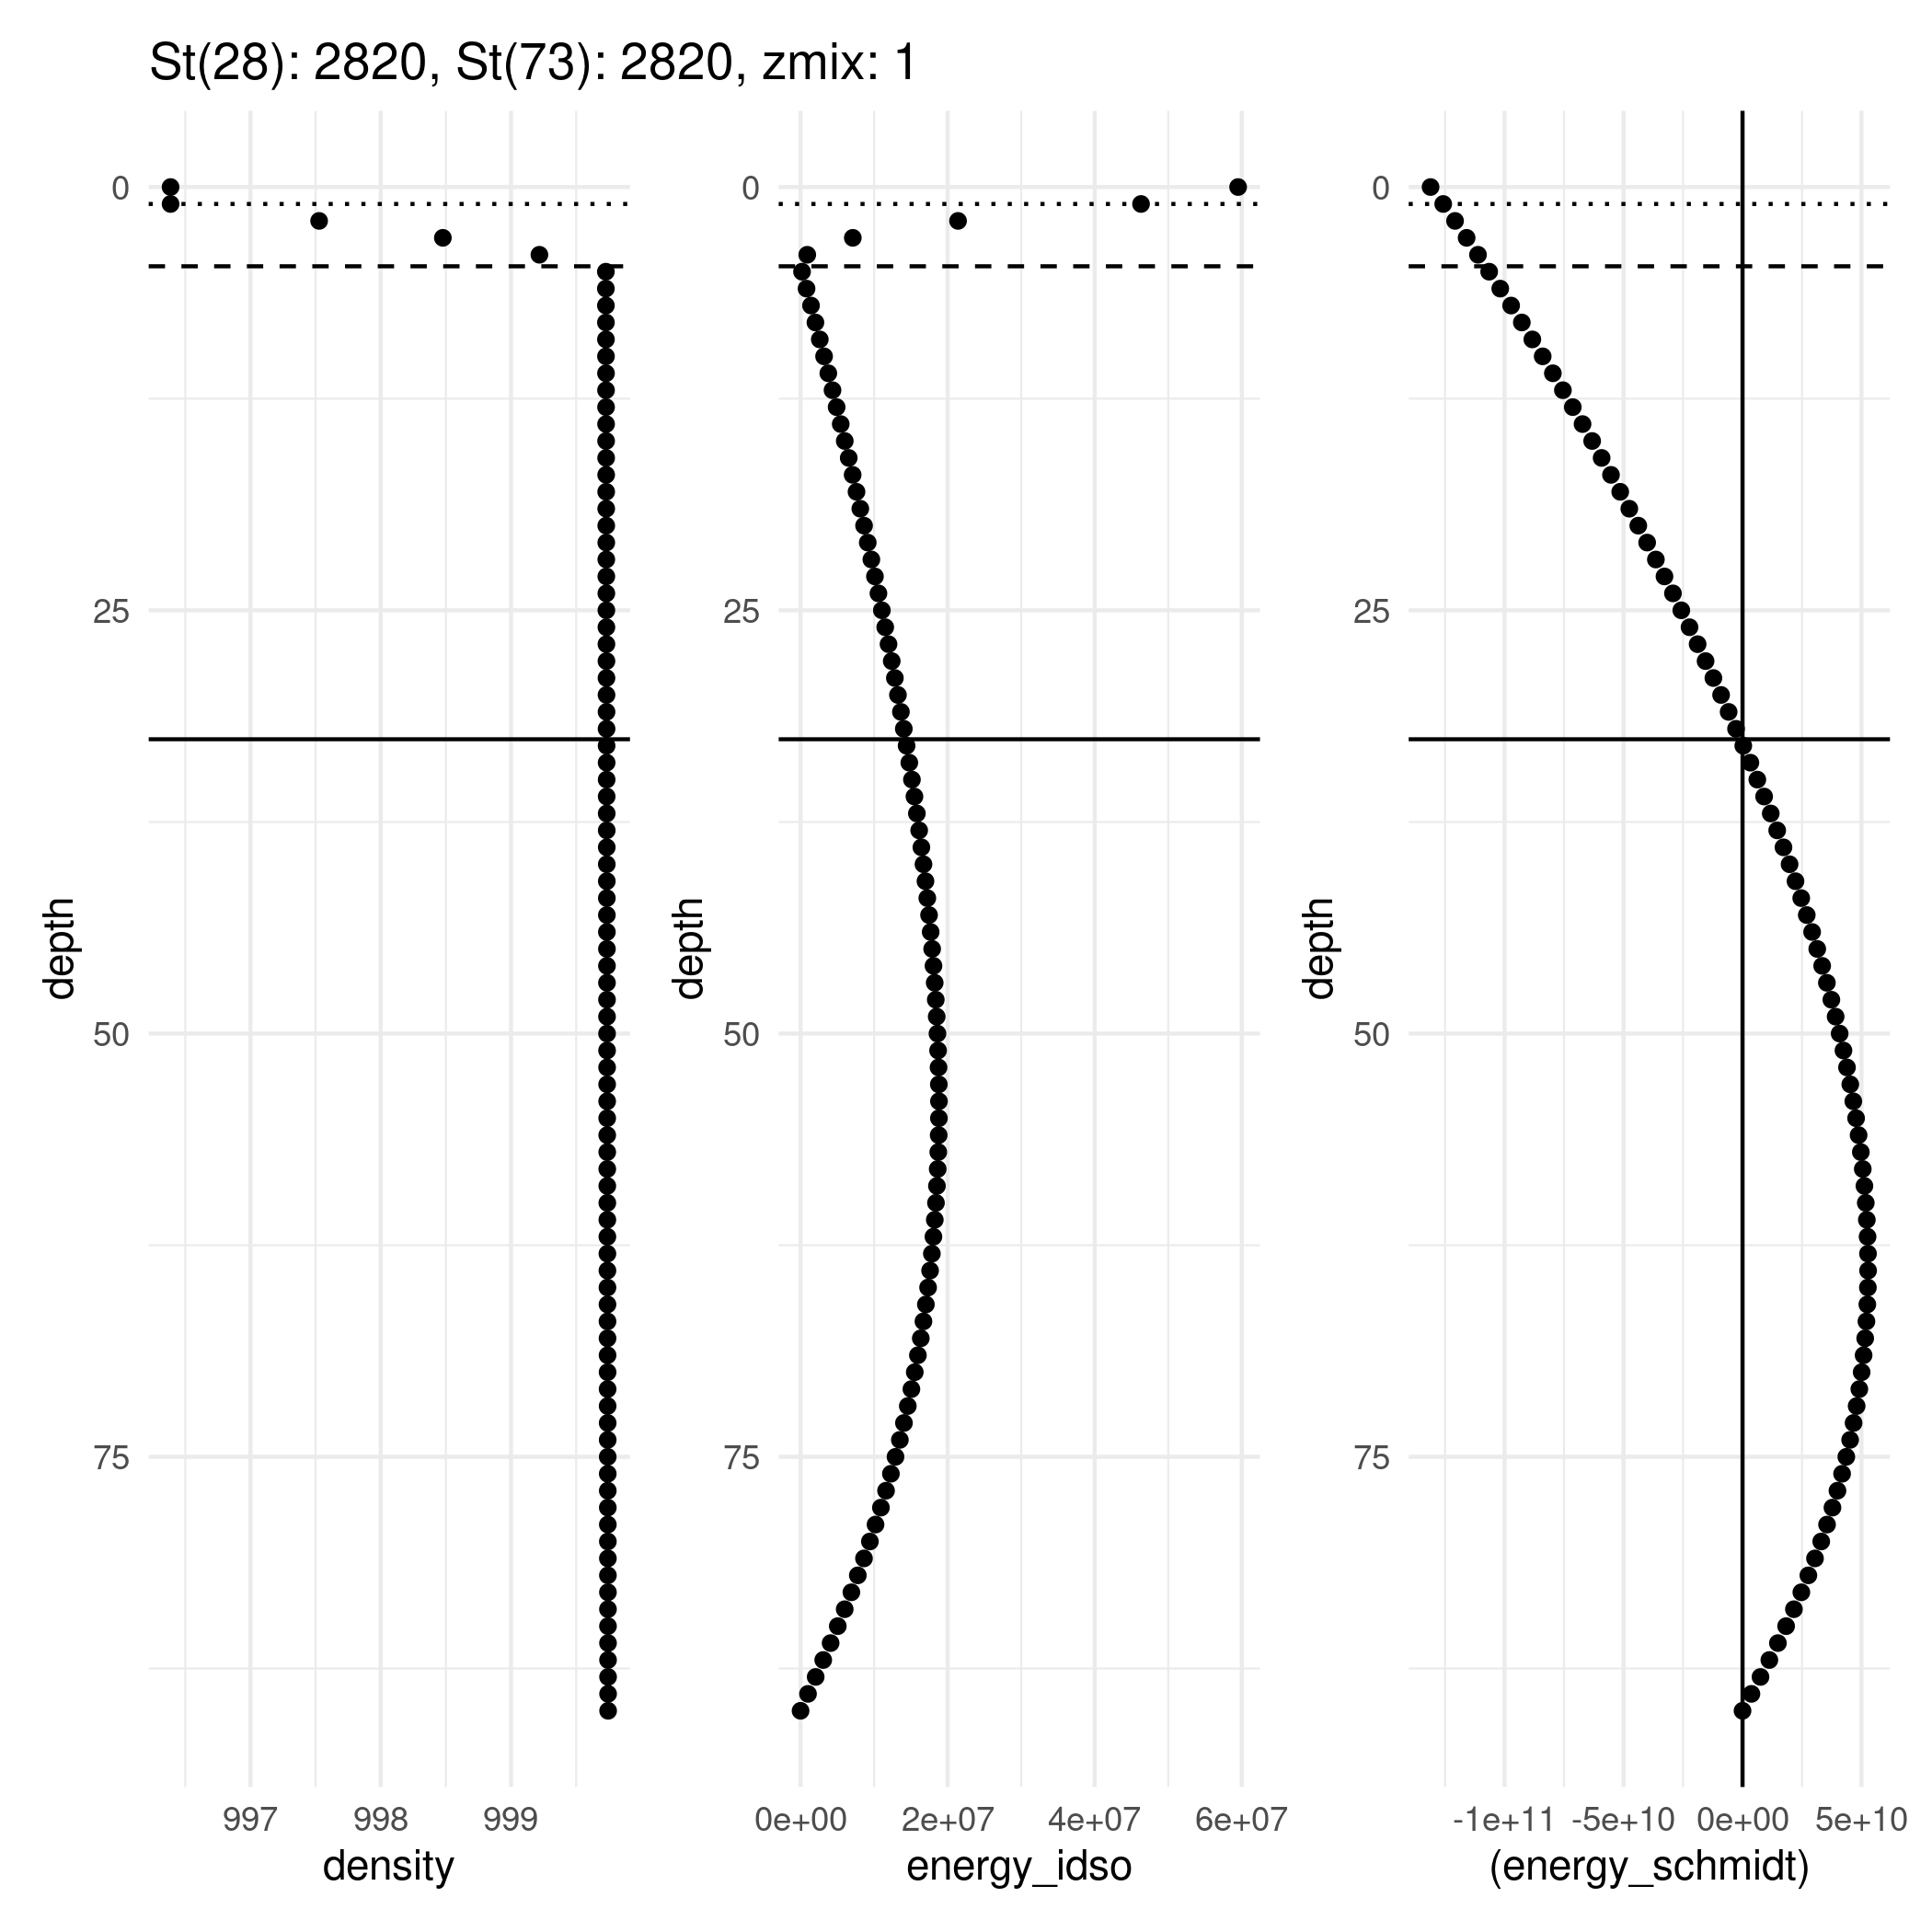 St(28): 2820, St(73): 2820, zmix: 1
0
25
50
75
depth
997 998 999
density
0
25
50
75
depth
0e+00 2e+07 4e+07 6e+07
energy_idso
0
25
50
75
depth
-1e+11 -5e+10 0e+00 5e+10
(energy_schmidt)